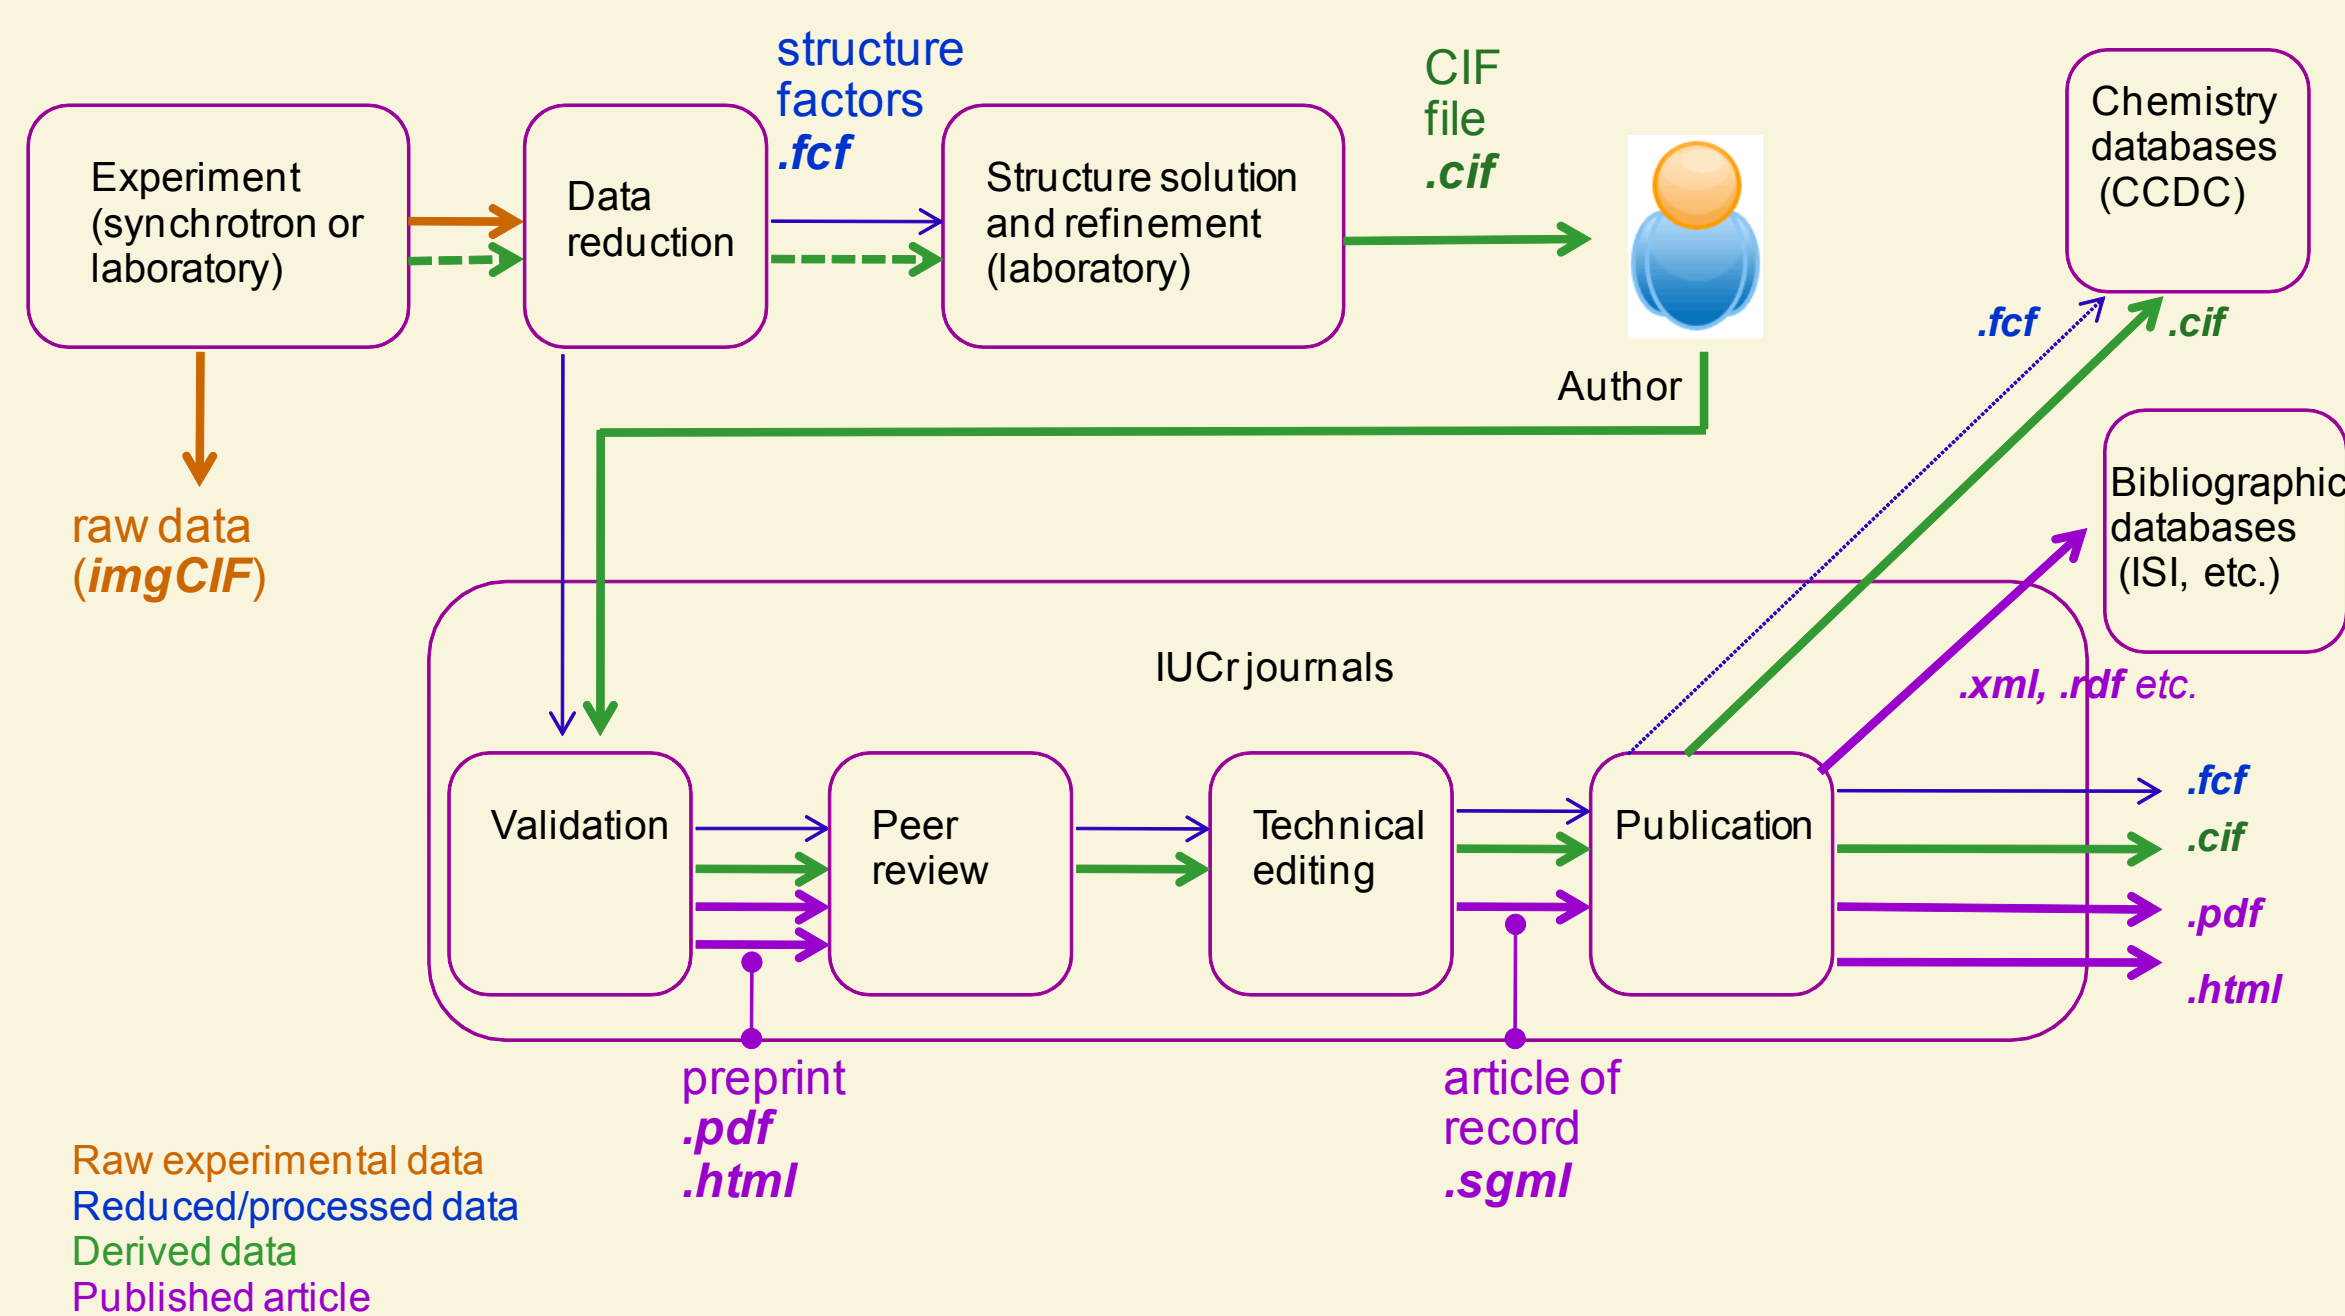 structure
factors
.fcf
CIF
file
.cif
Chemistry
databases
(CCDC)
Experiment
(synchrotron or
laboratory)
Data
reduction
Structure solution
and refinement
(laboratory)
.fcf
.cif
Author
Bibliographic
databases
(ISI, etc.)
raw data
(imgCIF)
IUCr journals
.xml, .rdf etc.
Validation
Peer
review
Technical
editing
Publication
.fcf
.cif
.pdf
.html
preprint
.pdf
.html
article of
record
.sgml
Raw experimental data
Reduced/processed data
Derived data
Published article